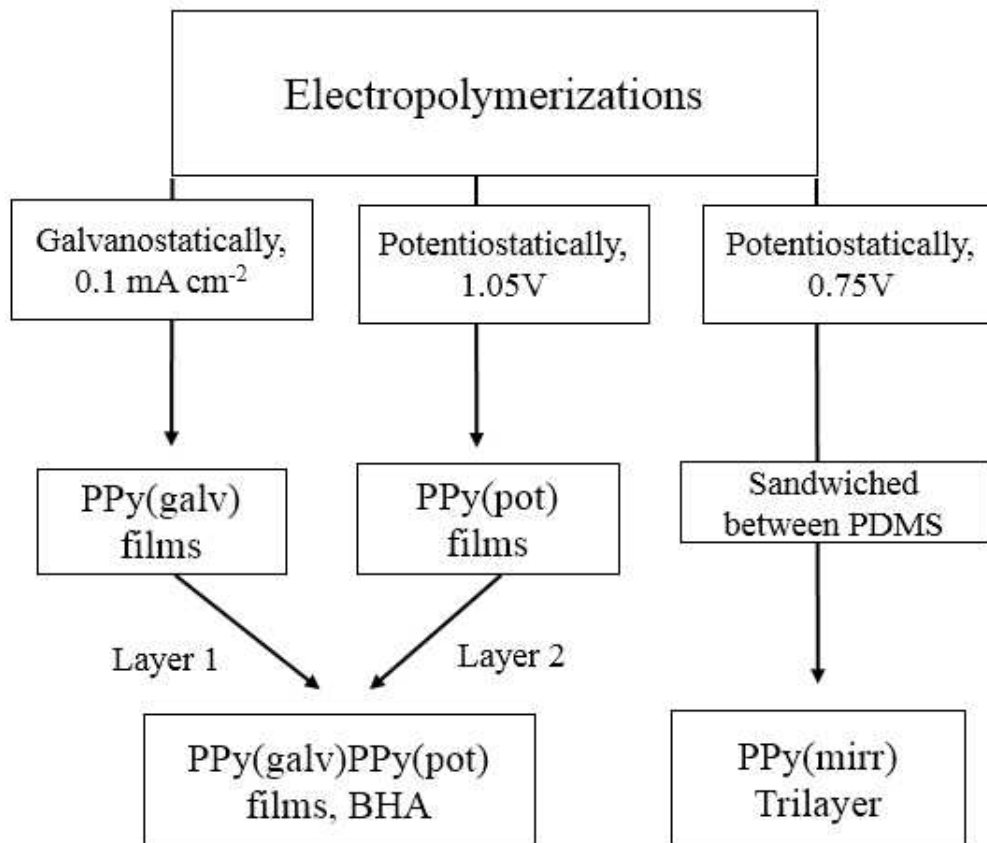 Electropolymerizations
Galvanostatically,
0.1 mA cm⁻²
Potentiostatically,
1.05V
Potentiostatically,
0.75V
PPy(galv)
films
PPy(pot)
films
Sandwiched
between PDMS
Layer 1
Layer 2
PPy(galv)PPy(pot)
films, BHA
PPy(mirr)
Trilayer